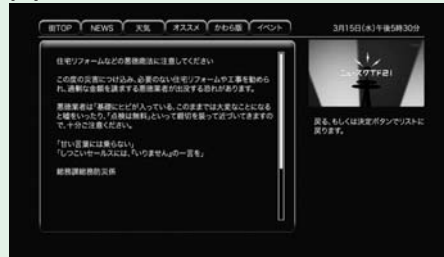 街TOP NEWS 天気 オススメ かわら版 イベント
3月15日(水)午後5時30分
住宅リフォームなどの悪徳商法に注意してください
この度の災害につけ込み、必要のない住宅リフォームや工事を勧めら
れ、過剰な金額を請求する悪徳業者が出没する恐れがあります。
悪徳業者は「基礎にヒビが入っている、このままでは大変なことになる
と嘘をいったり、「点検は無料」といって親切を装って近づいてきますの
で、十分ご注意ください。
「甘い言葉には乗らない」
「しつこいセールスには、「いりません」の一言を」
総務課総務防災係
戻る、もしくは決定ボタンでリストに
戻ります。